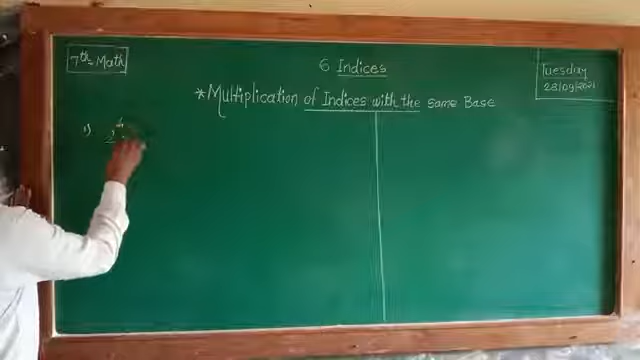 7th - Math
6 Indices
Tuesday
28/09/2021
*Multiplication of Indices with the same Base
1)